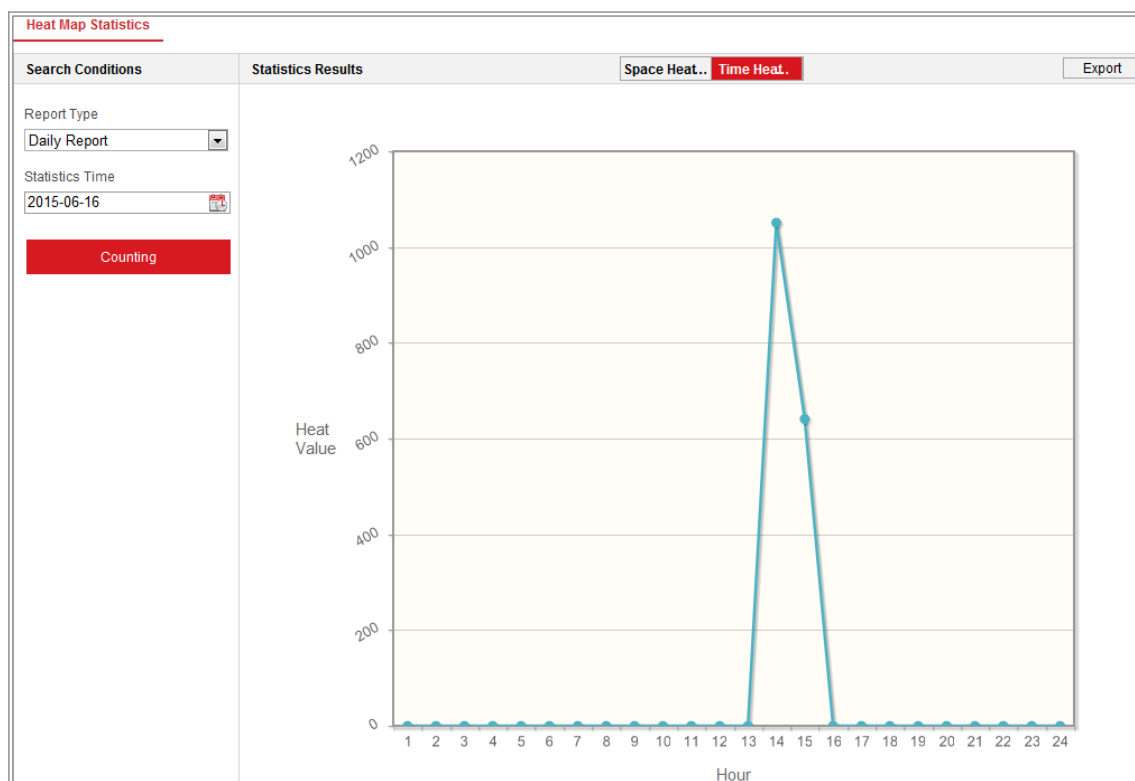 Heat Map Statistics
Search Conditions
Statistics Results
Space Heat...
Time Heat..
Export
Report Type
Daily Report
Statistics Time
2015-06-16
Counting
1200
1000
800
Heat
Value
600
400
200
0
1 2 3 4 5 6 7 8 9 10 11 12 13 14 15 16 17 18 19 20 21 22 23 24
Hour